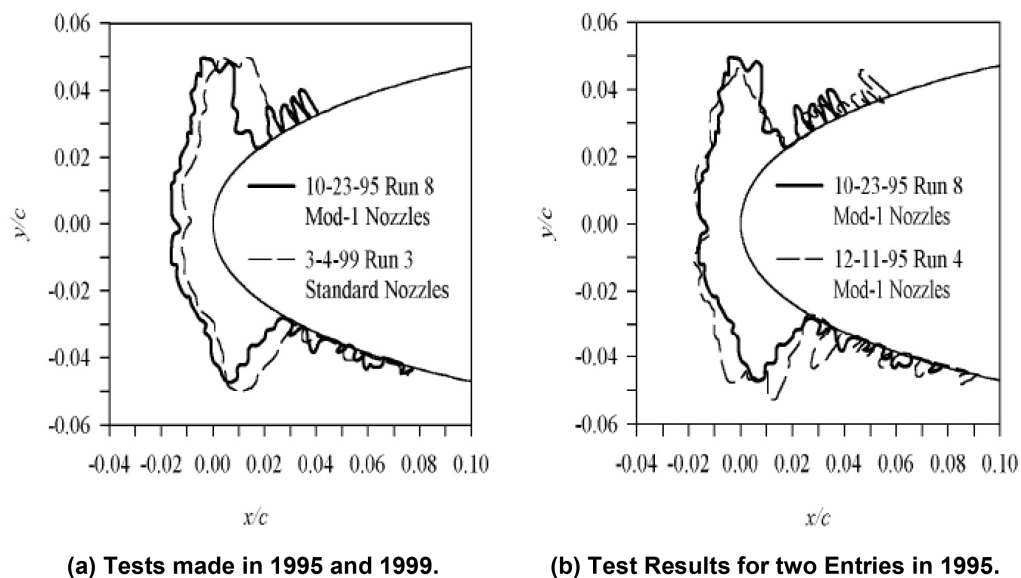 0.06
0.04
0.02
0.00
-0.02
-0.04
-0.06
y/c
10-23-95 Run 8
Mod-1 Nozzles
3-4-99 Run 3
Standard Nozzles
-0.04 -0.02 0.00 0.02 0.04 0.06 0.08 0.10
x/c
(a) Tests made in 1995 and 1999.
0.06
0.04
0.02
0.00
-0.02
-0.04
-0.06
y/c
10-23-95 Run 8
Mod-1 Nozzles
12-11-95 Run 4
Mod-1 Nozzles
-0.04 -0.02 0.00 0.02 0.04 0.06 0.08 0.10
x/c
(b) Test Results for two Entries in 1995.